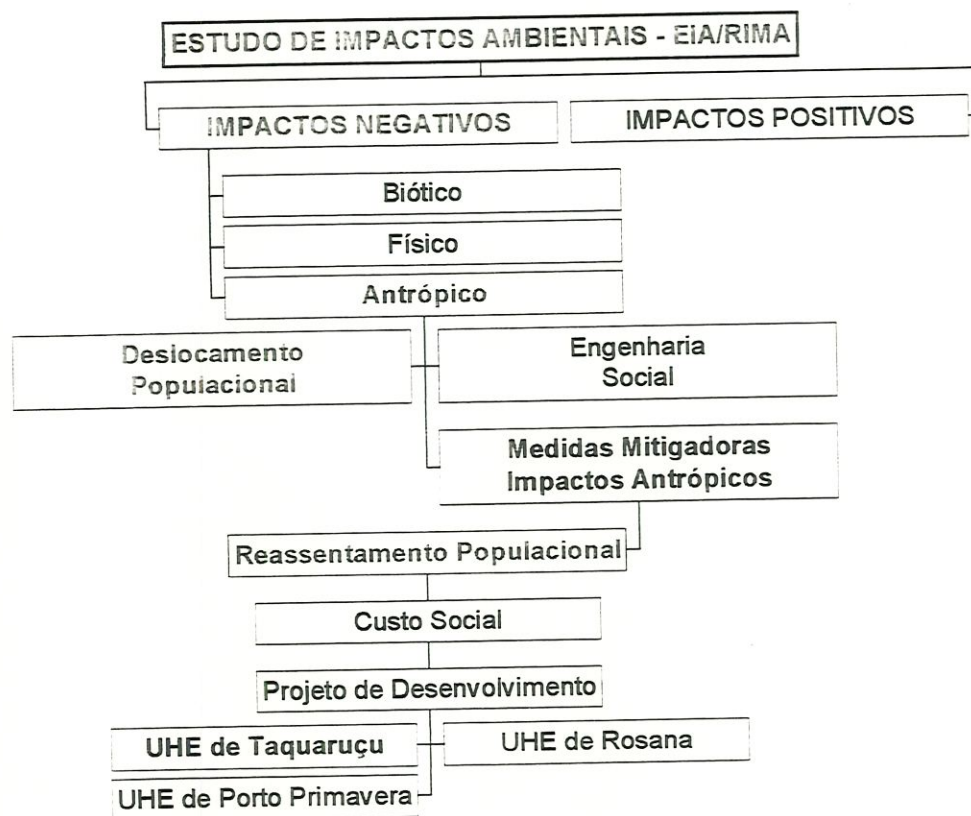 ESTUDO DE IMPACTOS AMBIENTAIS - EIA/RIMA
IMPACTOS NEGATIVOS
IMPACTOS POSITIVOS
Biótico
Físico
Antrópico
Deslocamento
Populacional
Engenharia
Social
Medidas Mitigadoras
Impactos Antrópicos
Reassentamento Populacional
Custo Social
Projeto de Desenvolvimento
UHE de Taquaruçu
UHE de Rosana
UHE de Porto Primavera